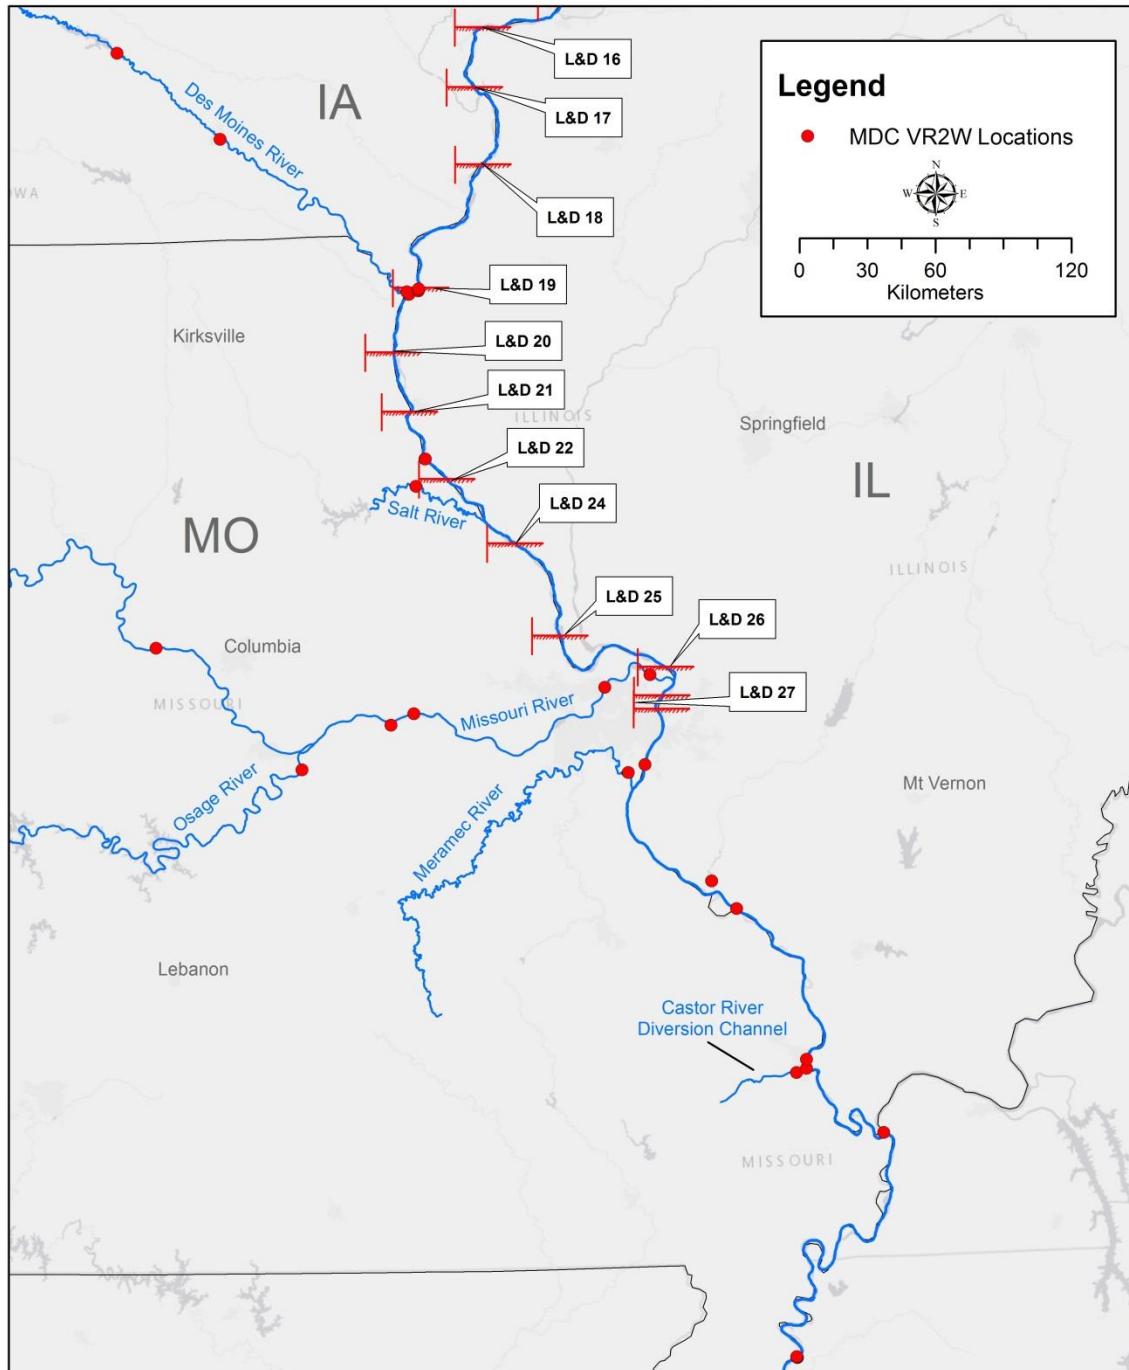 L&D 16
Legend
IA
Des Moines River
L&D 17
MDC VR2W Locations
N
W
E
S
OWA
L&D 18
0
30
60
120
Kilometers
L&D 19
Kirksville
L&D 20
L&D 21
ILLINOIS
Springfield
L&D 22
IL
Salt River
L&D 24
MO
ILLINOIS
L&D 25
L&D 26
Columbia
L&D 27
MISSOURI
Missouri River
Osage River
Mt Vernon
Meramec River
Lebanon
Castor River
Diversion Channel
MISSOURI